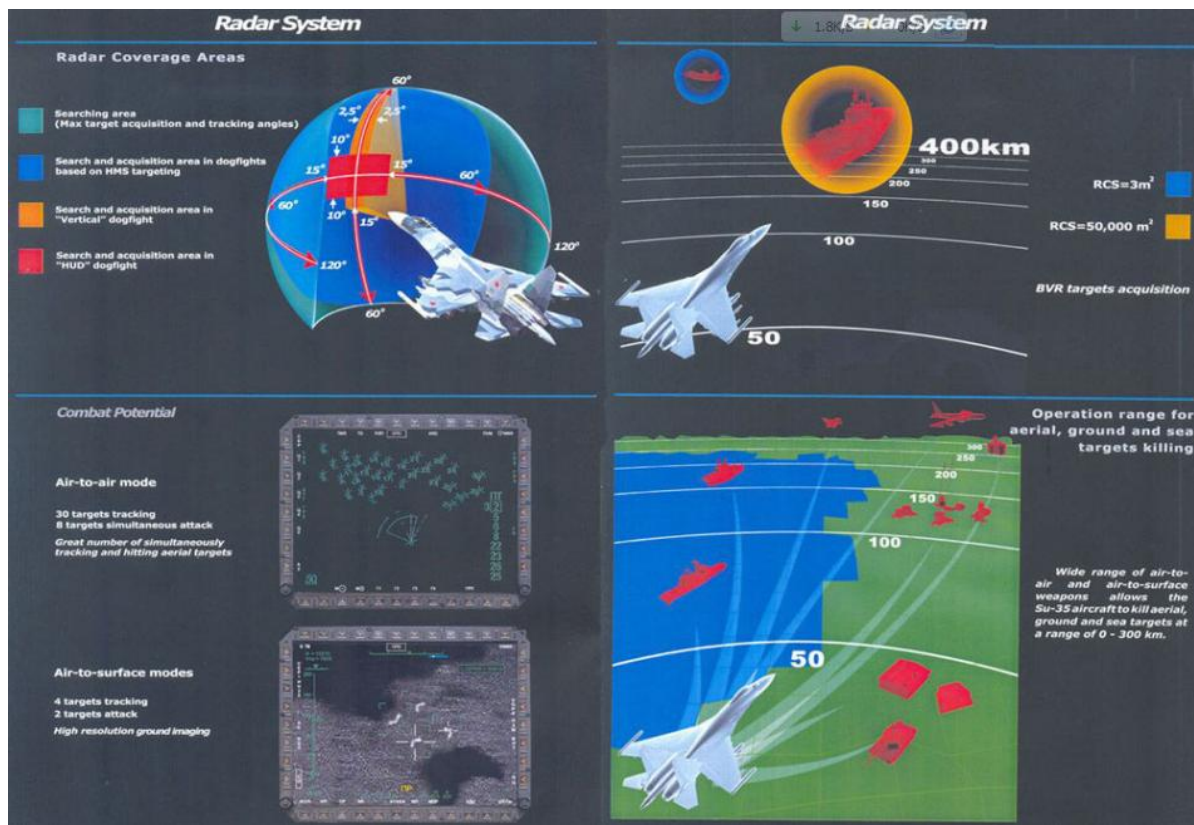 Radar System
Radar Coverage Areas
Searching area
(Max target acquisition and tracking angles)
Search and acquisition area in dogfights
based on HMS targeting
Search and acquisition area in
"Vertical" dogfight
Search and acquisition area in
"HUD" dogfight
60°
2,5° 2,5°
10°
15° 15°
60° 60°
10° 15°
120° 120°
60°
Radar System
1.8K/
400km
300
250
200
150
100
50
RCS=3m²
RCS=50,000 m²
BVR targets acquisition
Combat Potential
Air-to-air mode
30 targets tracking
8 targets simultaneous attack
Great number of simultaneously
tracking and hitting aerial targets
22
23
26
25
Air-to-surface modes
4 targets tracking
2 targets attack
High resolution ground imaging
ПР
Operation range for
aerial, ground and sea
targets killing
300
250
200
150
100
50
Wide range of air-to-
air and air-to-surface
weapons allows the
Su-35 aircraft to kill aerial,
ground and sea targets at
a range of 0 - 300 km.